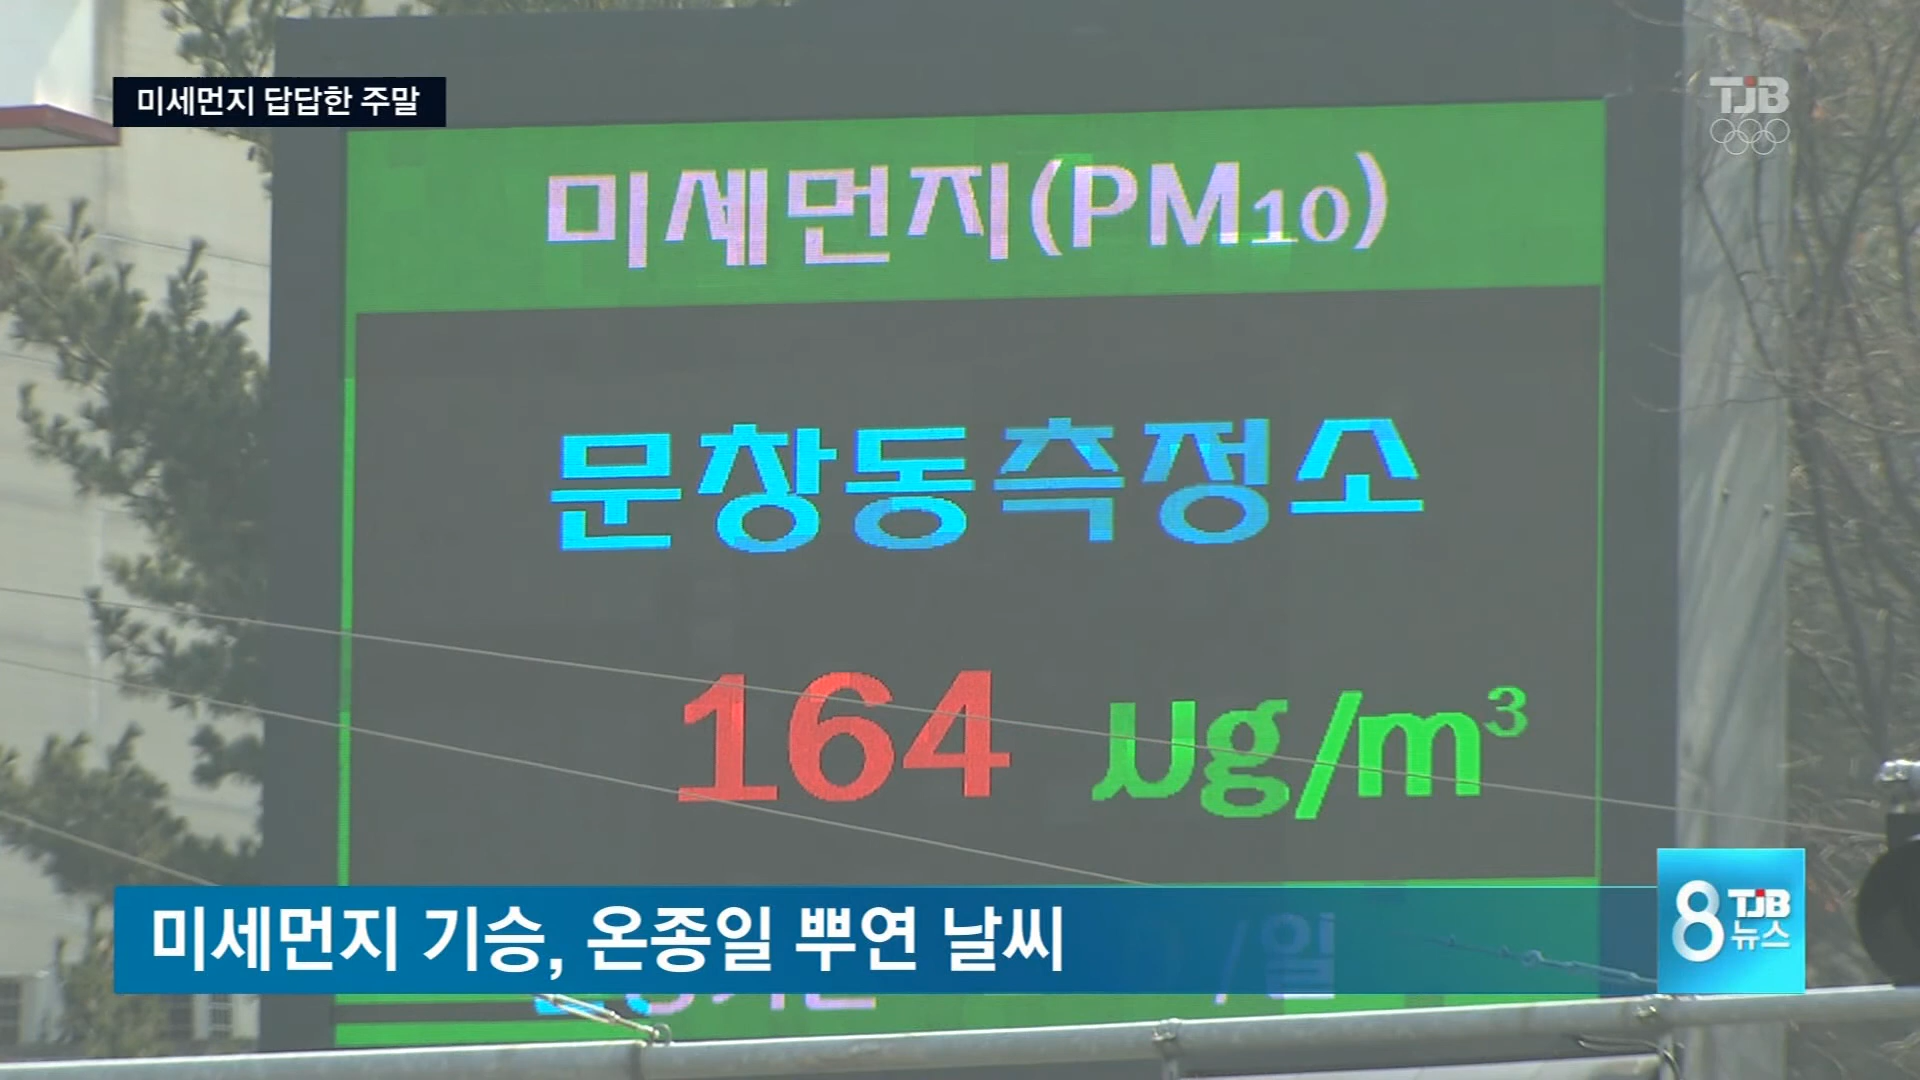 미세먼지 답답한 주말
TJB
미세먼지(PM10)
문창동측정소
164 μg/m³
미세먼지 기승, 온종일 뿌연 날씨
8 TJB
뉴스
/일